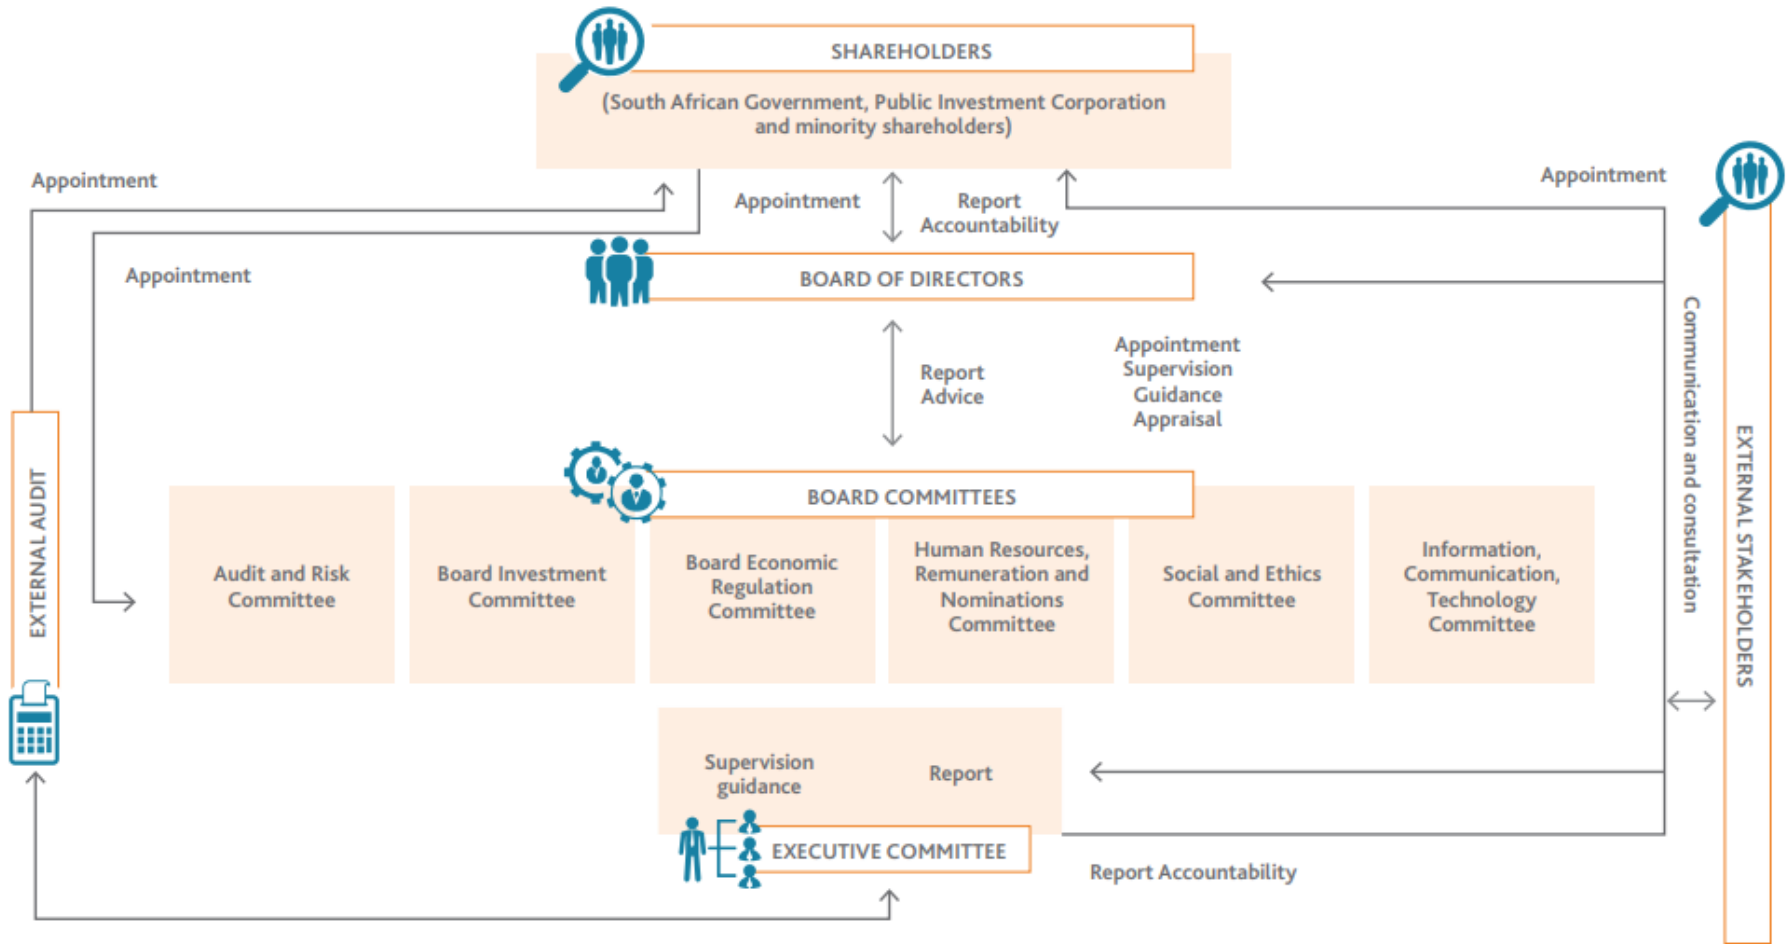 SHAREHOLDERS
(South African Government, Public Investment Corporation
and minority shareholders)
Appointment
Appointment
Appointment
Report
Accountability
Appointment
Appointment
BOARD OF DIRECTORS
Report
Advice
Appointment
Supervision
Guidance
Appraisal
Communication and consultation
EXTERNAL STAKEHOLDERS
EXTERNAL AUDIT
BOARD COMMITTEES
Audit and Risk
Committee
Board Investment
Committee
Board Economic
Regulation
Committee
Human Resources,
Remuneration and
Nominations
Committee
Social and Ethics
Committee
Information,
Communication,
Technology
Committee
Supervision
guidance
Report
EXECUTIVE COMMITTEE
Report Accountability